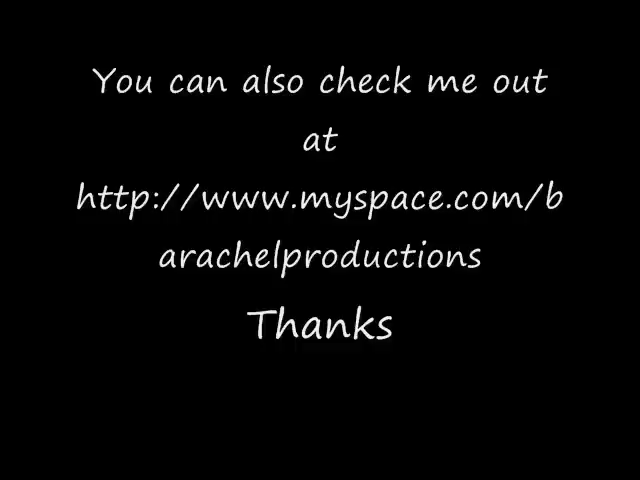 You can also check me out
at
http://www.myspace.com/b
arachelproductions
Thanks